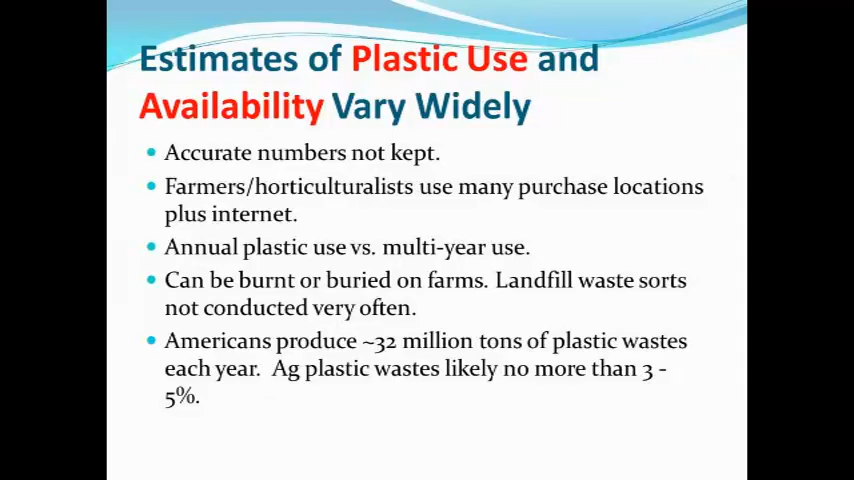 Estimates of Plastic Use and
Availability Vary Widely
• Accurate numbers not kept.
• Farmers/horticulturalists use many purchase locations
plus internet.
• Annual plastic use vs. multi-year use.
• Can be burnt or buried on farms. Landfill waste sorts
not conducted very often.
• Americans produce ~32 million tons of plastic wastes
each year. Ag plastic wastes likely no more than 3 -
5%.